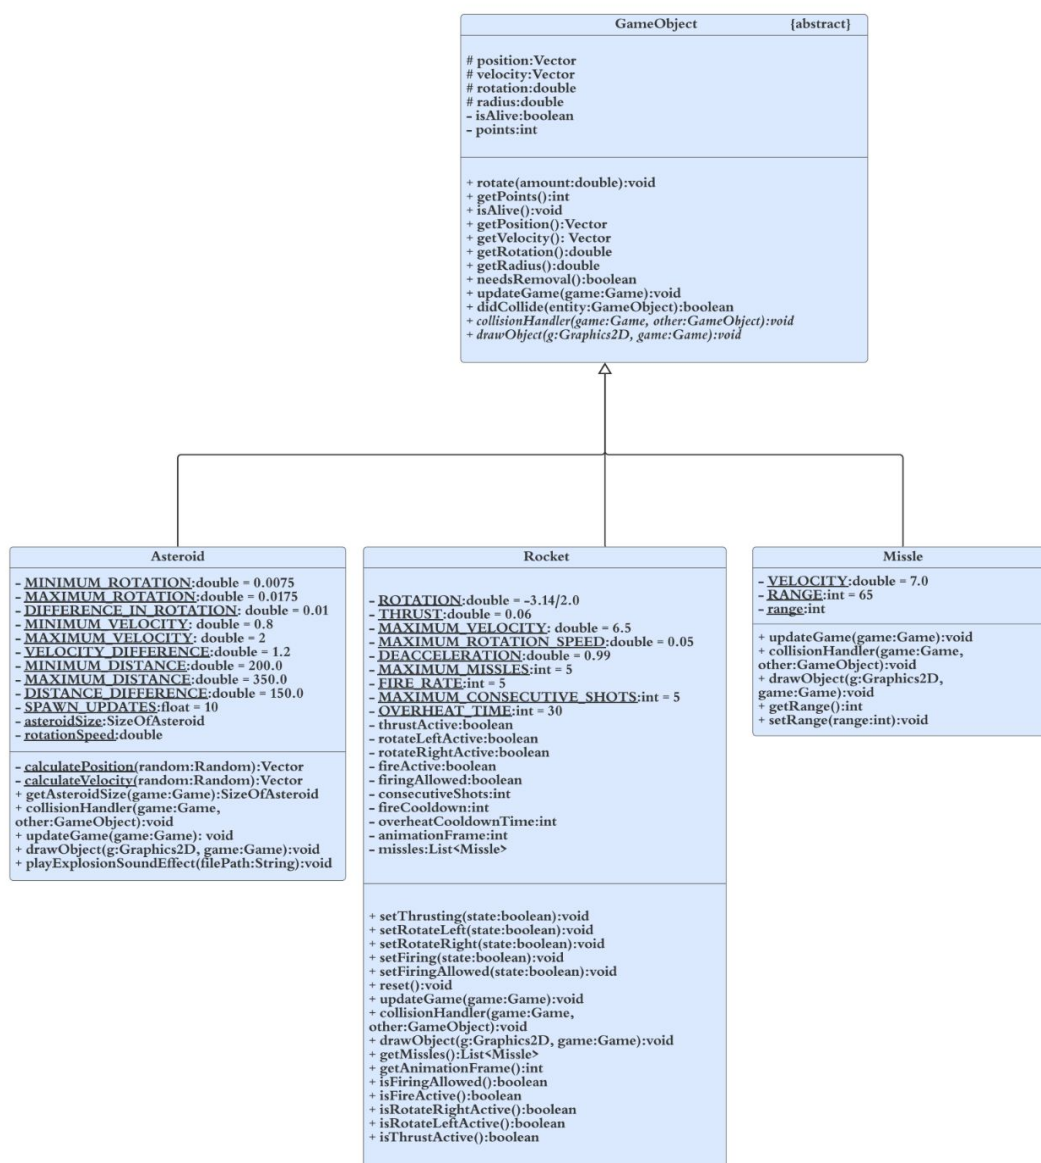 GameObject {abstract}
# position:Vector
# velocity:Vector
# rotation:double
# radius:double
- isAlive:boolean
- points:int
+ rotate(amount:double):void
+ getPoints():int
+ isAlive():void
+ getPosition():Vector
+ getVelocity(): Vector
+ getRotation():double
+ getRadius():double
+ needsRemoval():boolean
+ updateGame(game:Game):void
+ didCollide(entity:GameObject):boolean
+ collisionHandler(game:Game, other:GameObject):void
+ drawObject(g:Graphics2D, game:Game):void
Asteroid
- MINIMUM_ROTATION:double = 0.0075
- MAXIMUM_ROTATION:double = 0.0175
- DIFFERENCE_IN_ROTATION: double = 0.01
- MINIMUM_VELOCITY: double = 0.8
- MAXIMUM_VELOCITY: double = 2
- VELOCITY_DIFFERENCE:double = 1.2
- MINIMUM_DISTANCE:double = 200.0
- MAXIMUM_DISTANCE:double = 350.0
- DISTANCE_DIFFERENCE:double = 150.0
- SPAWN_UPDATES:float = 10
- asteroidSize:SizeOfAsteroid
- rotationSpeed:double
- calculatePosition(random:Random):Vector
- calculateVelocity(random:Random):Vector
+ getAsteroidSize(game:Game):SizeOfAsteroid
+ collisionHandler(game:Game,
other:GameObject):void
+ updateGame(game:Game): void
+ drawObject(g:Graphics2D, game:Game):void
+ playExplosionSoundEffect(filePath:String):void
Rocket
- ROTATION:double = -3.14/2.0
- THRUST:double = 0.06
- MAXIMUM_VELOCITY: double = 6.5
- MAXIMUM_ROTATION_SPEED:double = 0.05
- DEACCELERATION:double = 0.99
- MAXIMUM_MISSLES:int = 5
- FIRE_RATE:int = 5
- MAXIMUM_CONSECUTIVE_SHOTS:int = 5
- OVERHEAT_TIME:int = 30
- thrustActive:boolean
- rotateLeftActive:boolean
- rotateRightActive:boolean
- fireActive:boolean
- firingAllowed:boolean
- consecutiveShots:int
- fireCooldown:int
- overheatCooldownTime:int
- animationFrame:int
- missles:List<Missle>
+ setThrusting(state:boolean):void
+ setRotateLeft(state:boolean):void
+ setRotateRight(state:boolean):void
+ setFiring(state:boolean):void
+ setFiringAllowed(state:boolean):void
+ reset():void
+ updateGame(game:Game):void
+ collisionHandler(game:Game,
other:GameObject):void
+ drawObject(g:Graphics2D, game:Game):void
+ getMissles():List<Missle>
+ getAnimationFrame():int
+ isFiringAllowed():boolean
+ isFireActive():boolean
+ isRotateRightActive():boolean
+ isRotateLeftActive():boolean
+ isThrustActive():boolean
Missle
- VELOCITY:double = 7.0
- RANGE:int = 65
- range:int
+ updateGame(game:Game):void
+ collisionHandler(game:Game,
other:GameObject):void
+ drawObject(g:Graphics2D,
game:Game):void
+ getRange():int
+ setRange(range:int):void